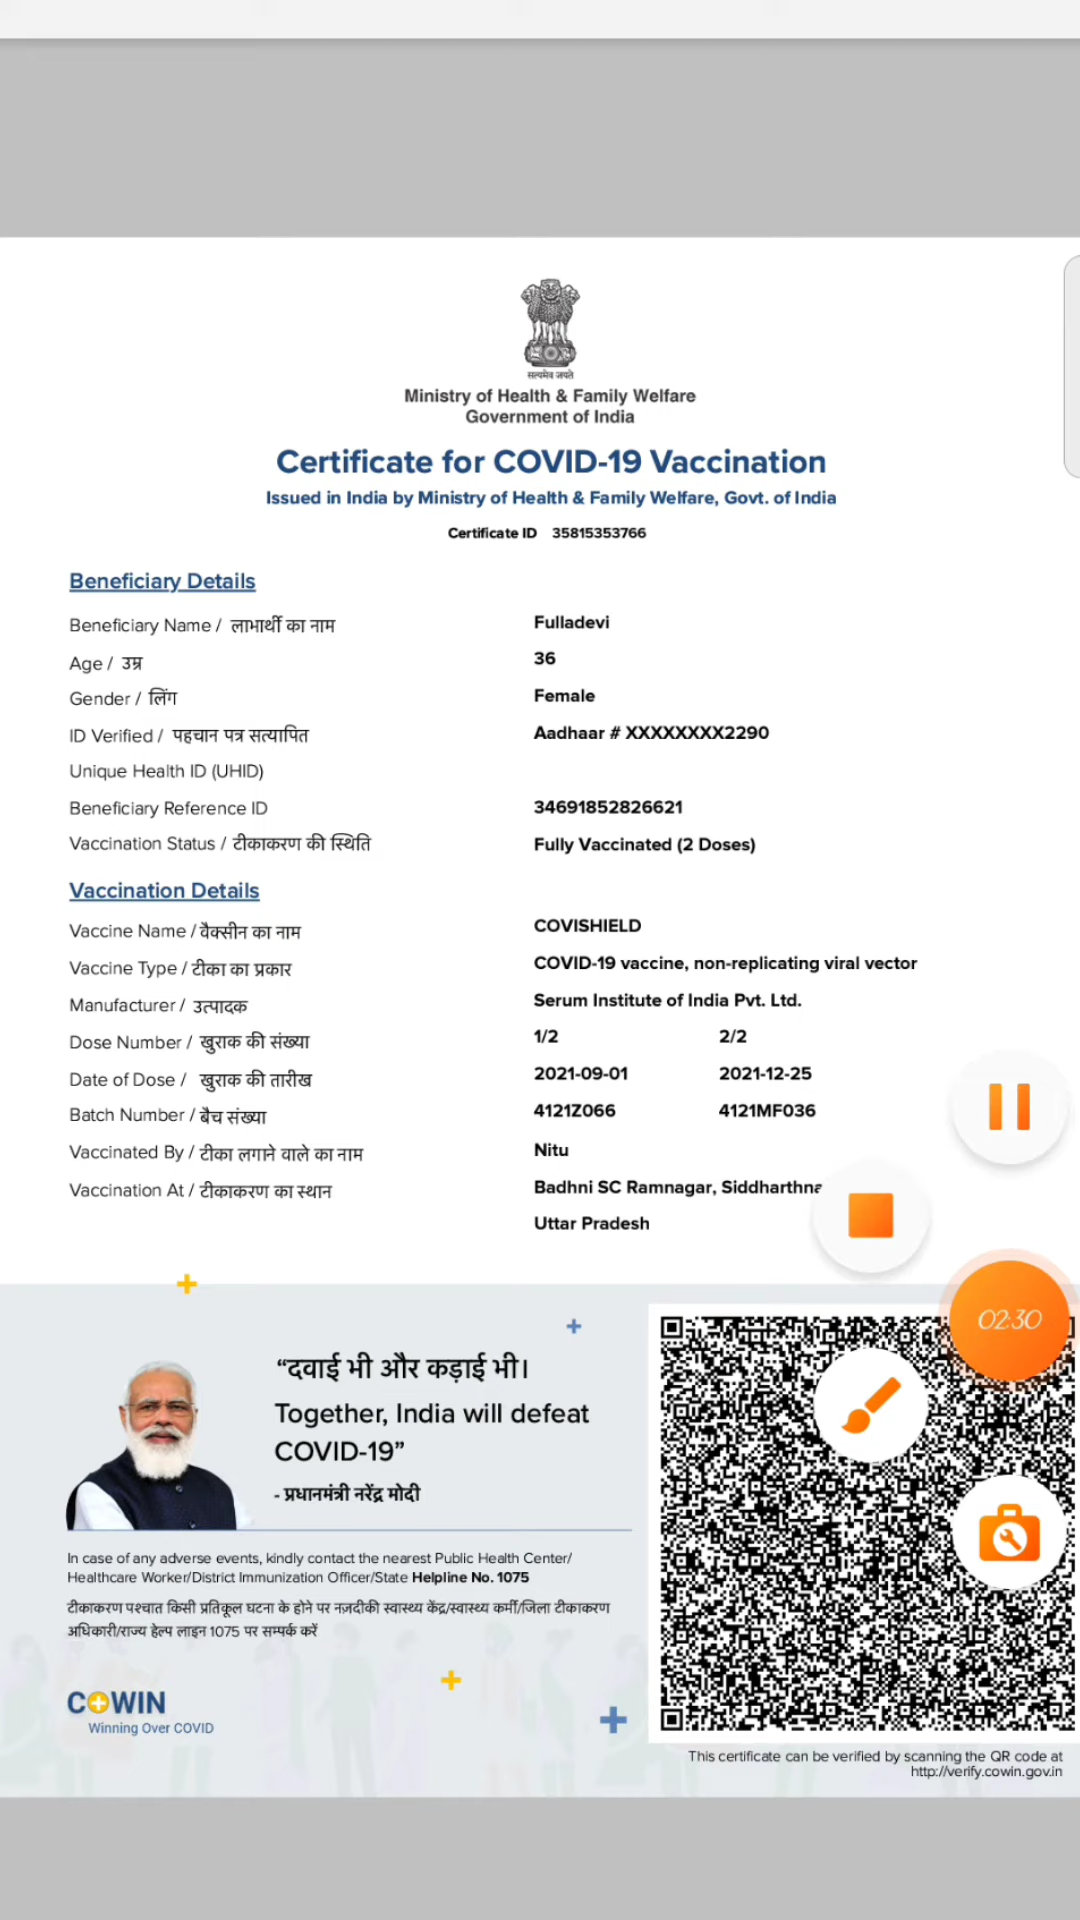 सत्यमेव जयते
Ministry of Health & Family Welfare
Government of India
Certificate for COVID-19 Vaccination
Issued in India by Ministry of Health & Family Welfare, Govt. of India
Certificate ID 35815353766
Beneficiary Details
Beneficiary Name / लाभार्थी का नाम Fulladevi
Age / उम्र 36
Gender / लिंग Female
ID Verified / पहचान पत्र सत्यापित Aadhaar # XXXXXXXX2290
Unique Health ID (UHID)
Beneficiary Reference ID 34691852826621
Vaccination Status / टीकाकरण की स्थिति Fully Vaccinated (2 Doses)
Vaccination Details
Vaccine Name / वैक्सीन का नाम COVISHIELD
Vaccine Type / टीका का प्रकार COVID-19 vaccine, non-replicating viral vector
Manufacturer / उत्पादक Serum Institute of India Pvt. Ltd.
Dose Number / खुराक की संख्या 1/2 2/2
Date of Dose / खुराक की तारीख 2021-09-01 2021-12-25
Batch Number / बैच संख्या 4121Z066 4121MF036
Vaccinated By / टीका लगाने वाले का नाम Nitu
Vaccination At / टीकाकरण का स्थान Badhni SC Ramnagar, Siddharthna
Uttar Pradesh
02:30
“दवाई भी और कड़ाई भी।
Together, India will defeat
COVID-19”
- प्रधानमंत्री नरेंद्र मोदी
In case of any adverse events, kindly contact the nearest Public Health Center/
Healthcare Worker/District Immunization Officer/State Helpline No. 1075
टीकाकरण पश्चात किसी प्रतिकूल घटना के होने पर नज़दीकी स्वास्थ्य केंद्र/स्वास्थ्य कर्मी/जिला टीकाकरण
अधिकारी/राज्य हेल्प लाइन 1075 पर सम्पर्क करें
COWIN
Winning Over COVID
This certificate can be verified by scanning the QR code at
http://verify.cowin.gov.in